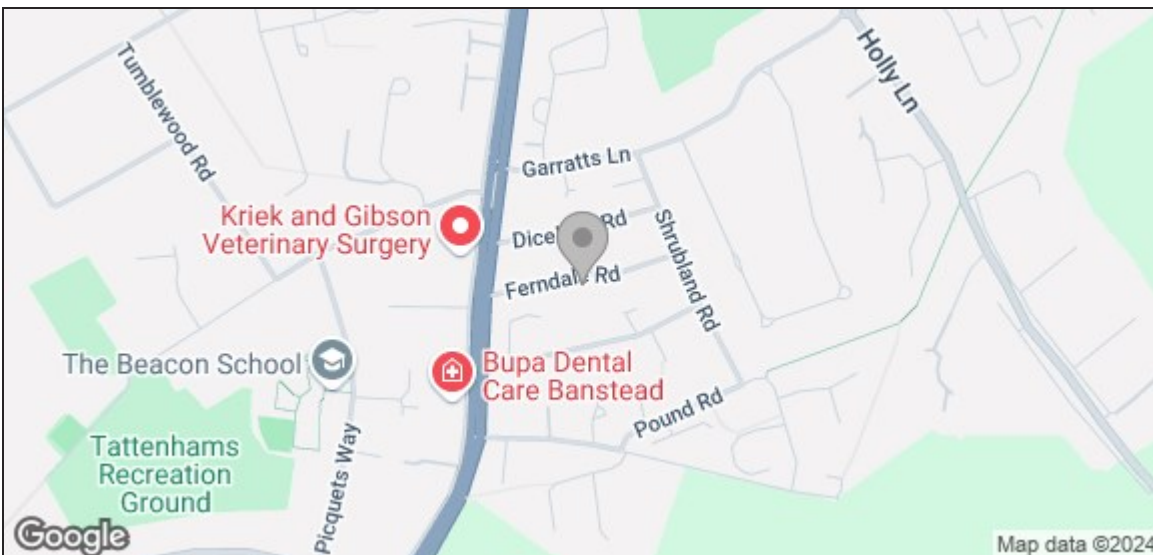 Tumblewood Rd
Holly Ln
Garratts Ln
Kriek and Gibson
Veterinary Surgery
Rd
Shrubland Rd
Ferndale Rd
The Beacon School
Bupa Dental
Care Banstead
Pound Rd
Tattenhams
Recreation
Ground
Picquets Way
Google
Map data ©2024